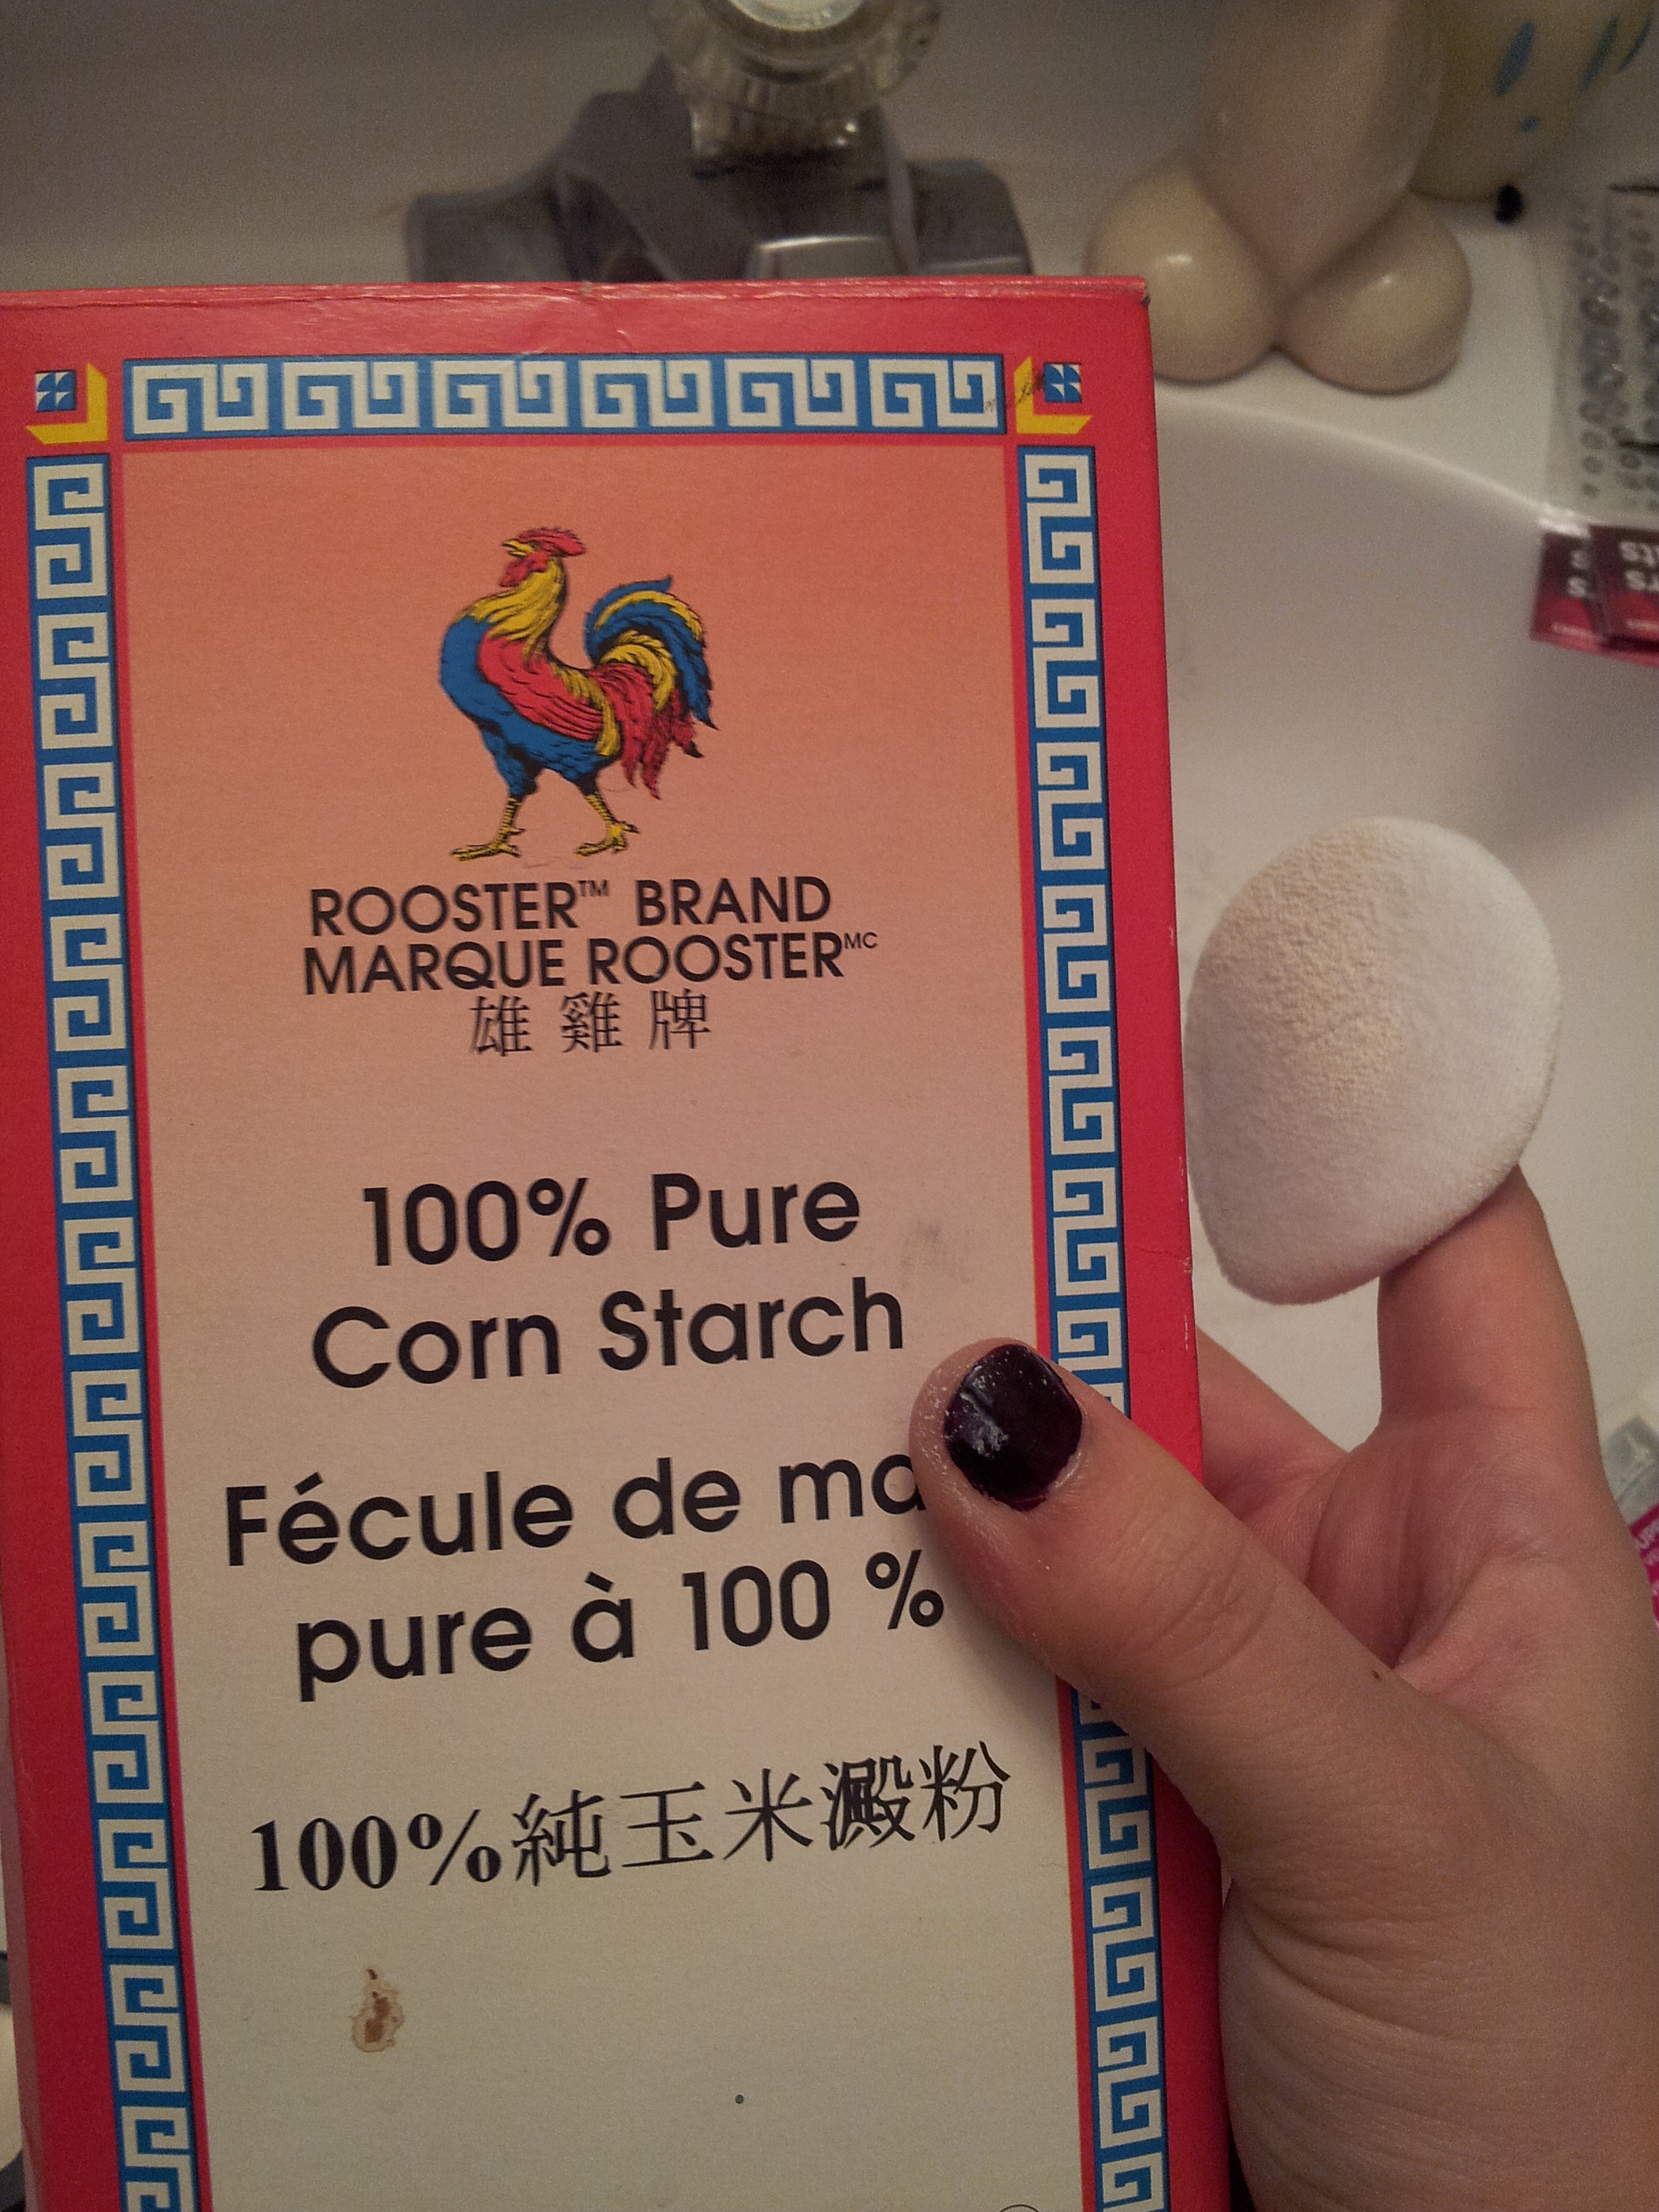 ROOSTER™ BRAND
MARQUE ROOSTER MC
雄雞牌
100% Pure
Corn Starch
Fécule de ma
pure à 100 %
100%純玉米澱粉